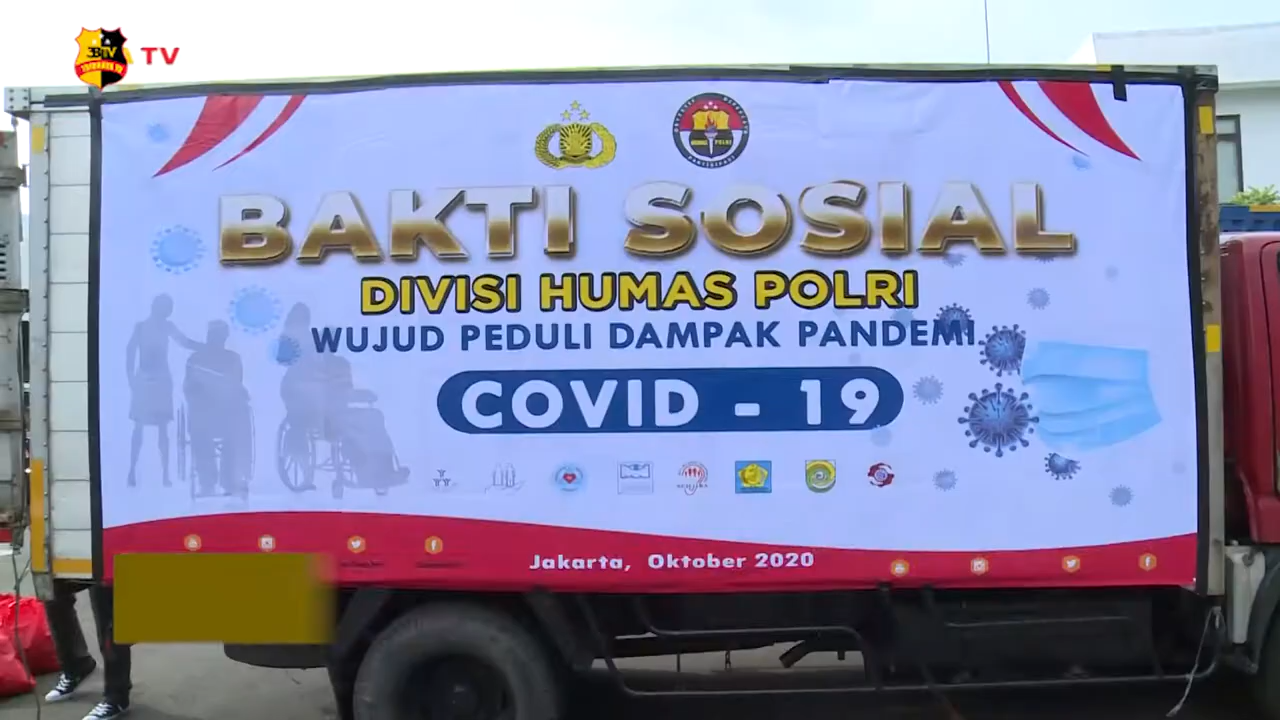 TV
BAKTI SOSIAL
DIVISI HUMAS POLRI
WUJUD PEDULI DAMPAK PANDEMI
COVID - 19
Jakarta, Oktober 2020